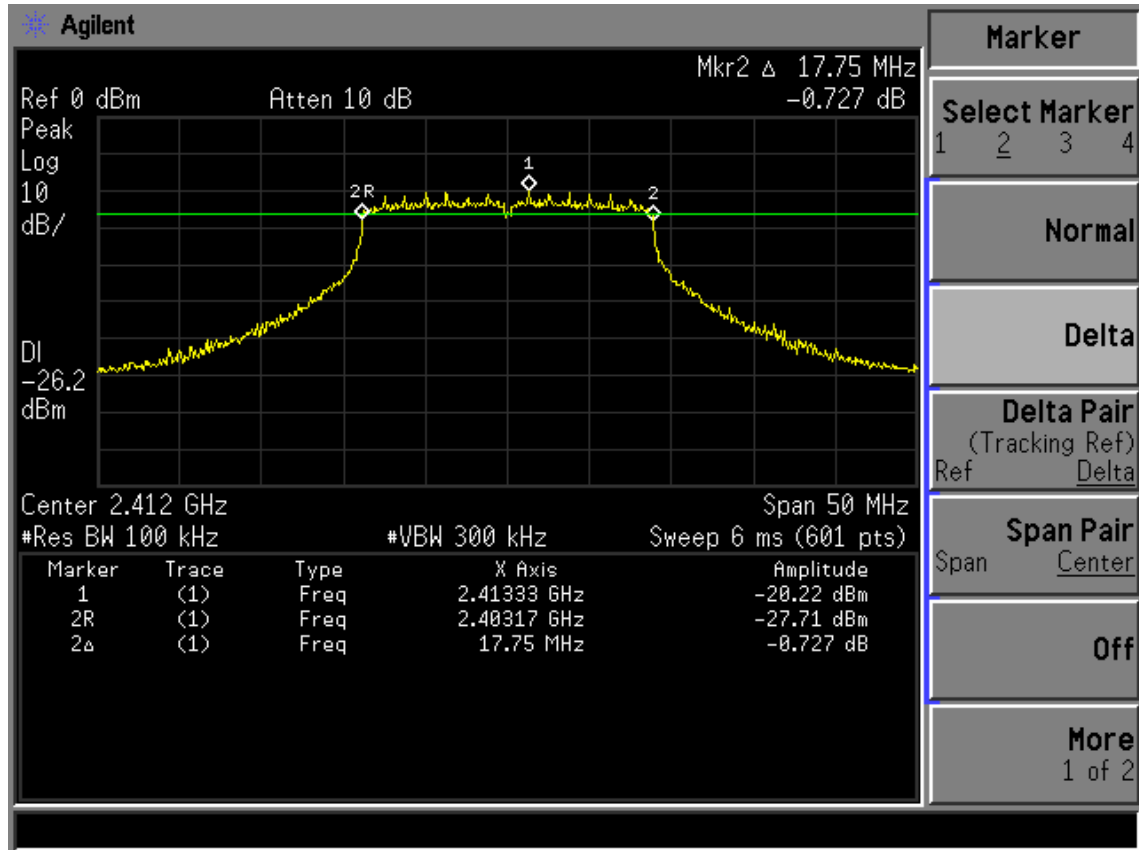 Agilent
Mkr2 Δ 17.75 MHz
Ref 0 dBm Atten 10 dB -0.727 dB
Peak
Log
10
dB/
1
2R
2
DI
-26.2
dBm
Center 2.412 GHz Span 50 MHz
#Res BW 100 kHz #VBW 300 kHz Sweep 6 ms (601 pts)
Marker Trace Type X Axis Amplitude
1 (1) Freq 2.41333 GHz -20.22 dBm
2R (1) Freq 2.40317 GHz -27.71 dBm
2Δ (1) Freq 17.75 MHz -0.727 dB
Marker
Select Marker
1 2 3 4
Normal
Delta
Delta Pair
(Tracking Ref)
Ref Delta
Span Pair
Span Center
Off
More
1 of 2